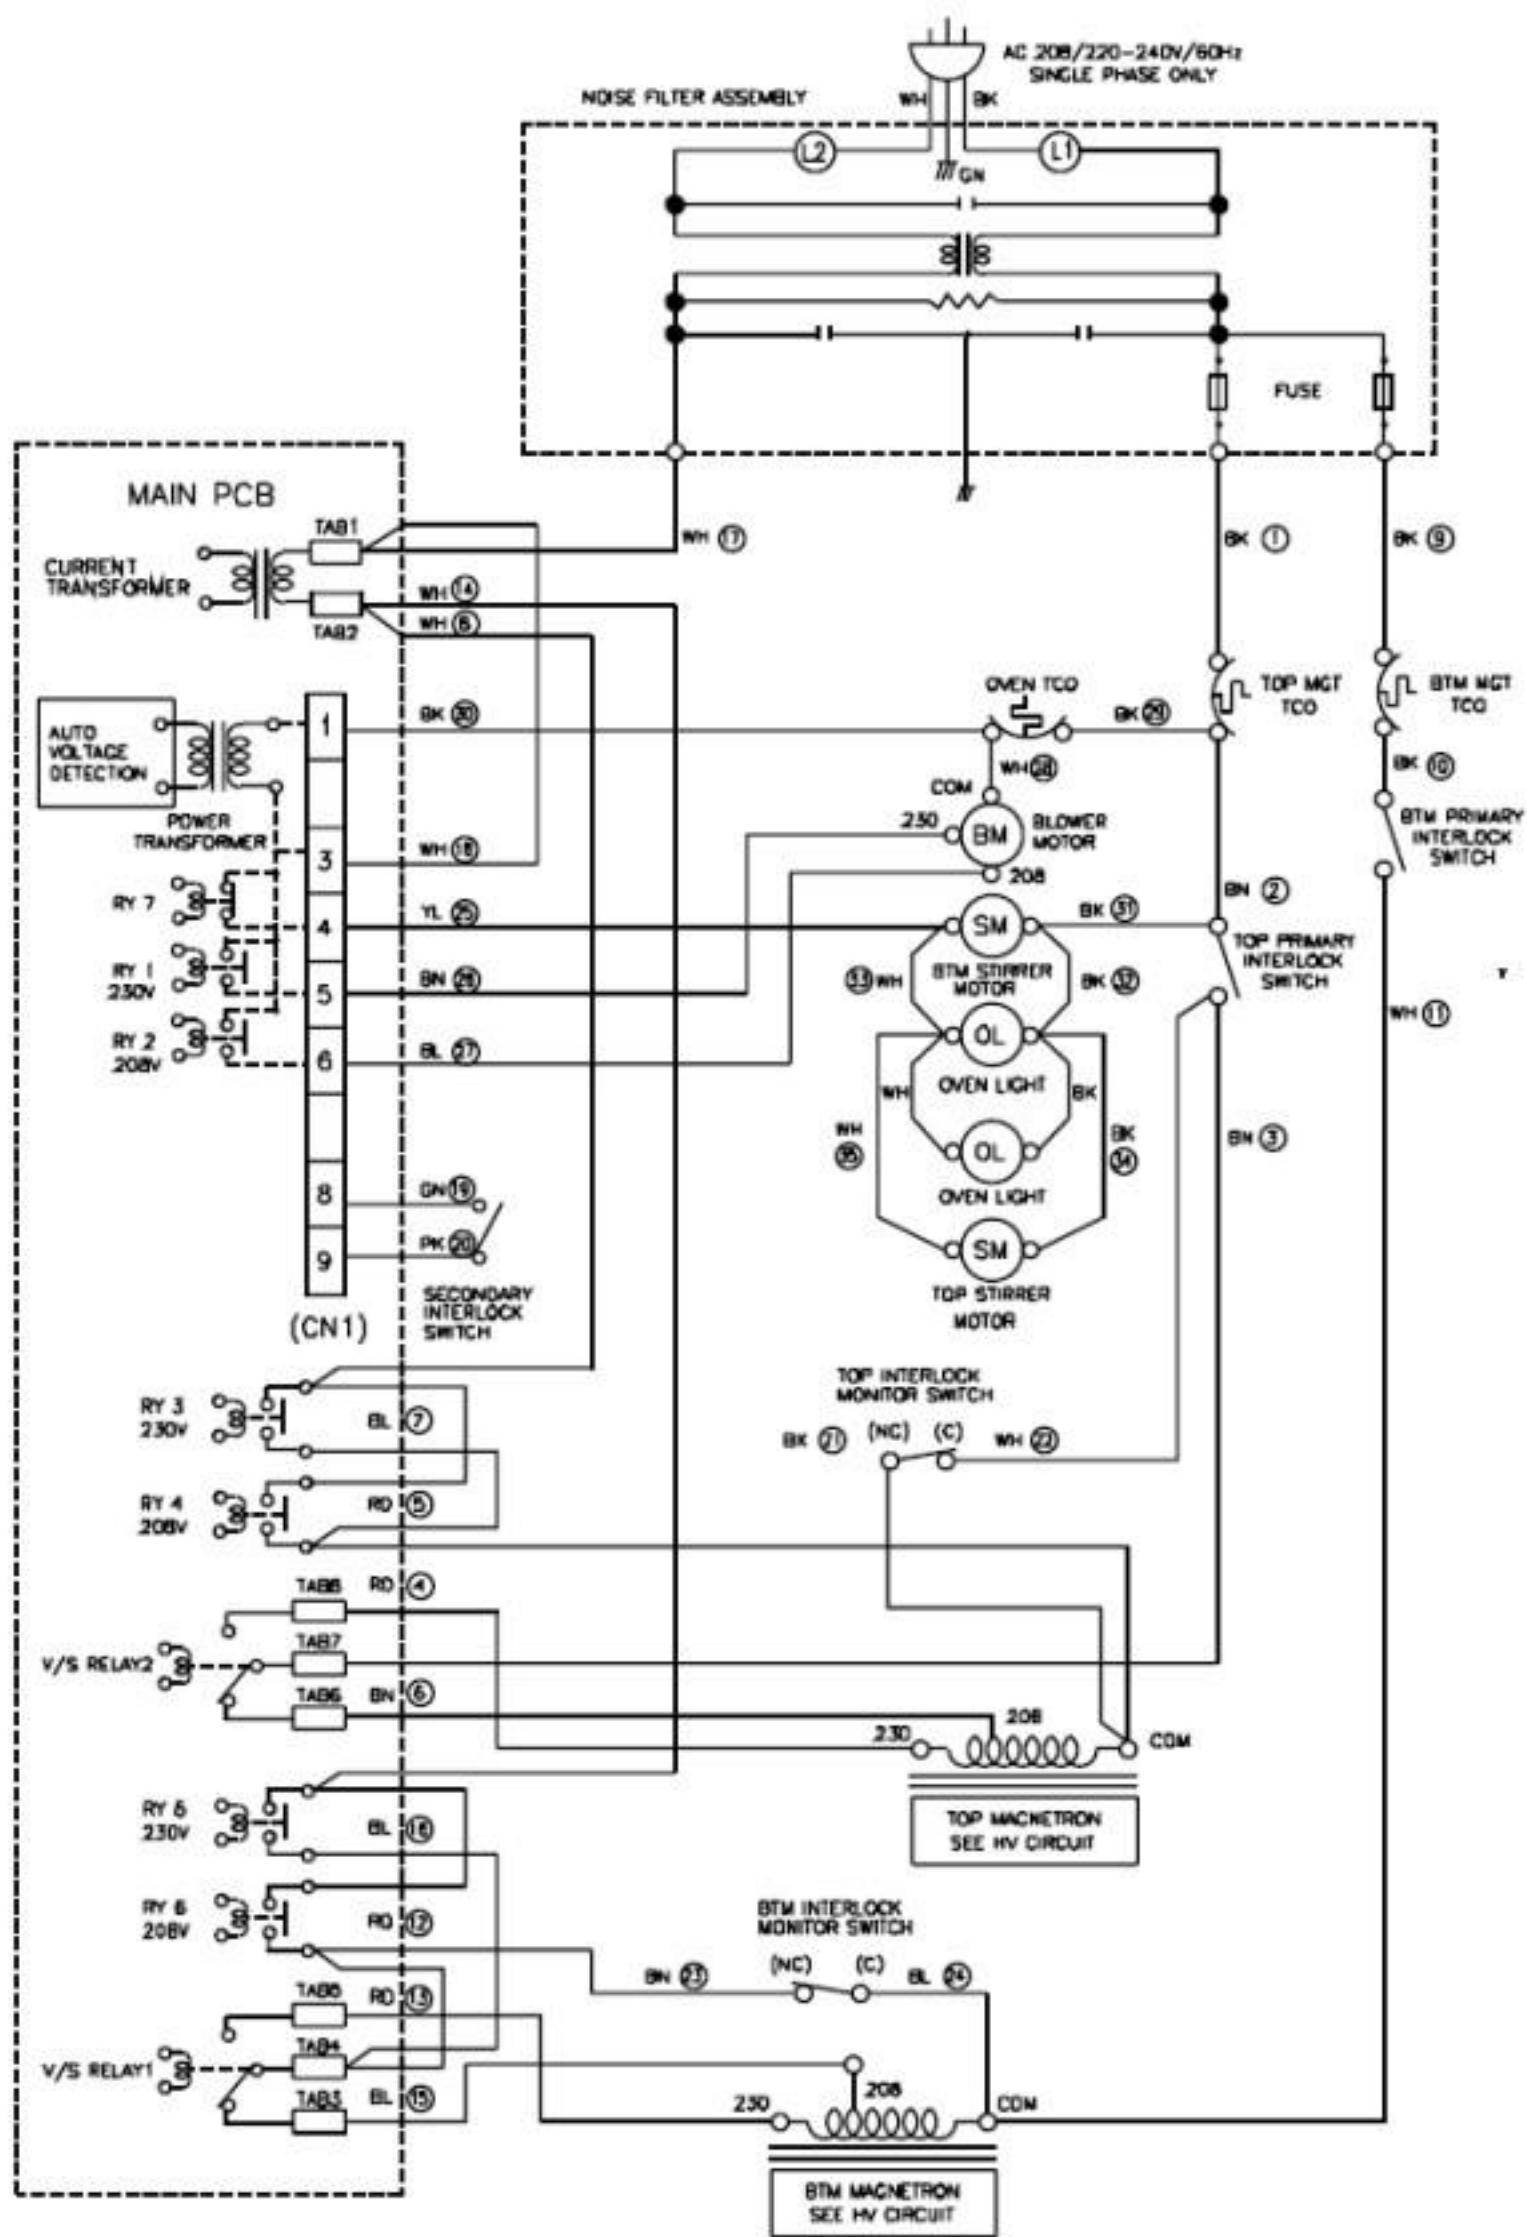 AC 208/220-240V/60Hz
SINGLE PHASE ONLY
NOISE FILTER ASSEMBLY
WH
BK
L2
L1
GN
FUSE
MAIN PCB
TAB1
CURRENT
TRANSFORMER
TAB2
WH 17
BK 1
BK 9
WH 14
WH 8
OVEN TCO
TOP MGT
TCO
BTM MGT
TCO
1
BK 30
BK 29
AUTO
VOLTAGE
DETECTION
WH 28
BK 10
COM
POWER
TRANSFORMER
230
BM
BLOWER
MOTOR
BTM PRIMARY
INTERLOCK
SWITCH
3
WH 18
208
RY 7
BN 2
4
YL 25
SM
BK 31
TOP PRIMARY
INTERLOCK
SWITCH
RY 1
230V
5
BN 26
33 WH
BTM STIRRER
MOTOR
BK 32
WH 11
RY 2
208V
6
BL 27
OL
OVEN LIGHT
WH
BK
WH
35
BK
34
BN 3
OL
OVEN LIGHT
8
GN 19
9
PK 20
SM
TOP STIRRER
MOTOR
SECONDARY
INTERLOCK
SWITCH
(CN1)
TOP INTERLOCK
MONITOR SWITCH
RY 3
230V
BL 7
BK 21
(NC)
(C)
WH 22
RY 4
208V
RD 5
TAB8
RD 4
V/S RELAY2
TAB7
TAB6
BN 6
208
230
COM
RY 5
230V
BL 16
TOP MAGNETRON
SEE HV CIRCUIT
RY 6
208V
RD 12
BTM INTERLOCK
MONITOR SWITCH
BN 23
(NC)
(C)
BL 24
TAB5
RD 13
V/S RELAY1
TAB4
TAB3
BL 15
208
230
COM
BTM MAGNETRON
SEE HV CIRCUIT